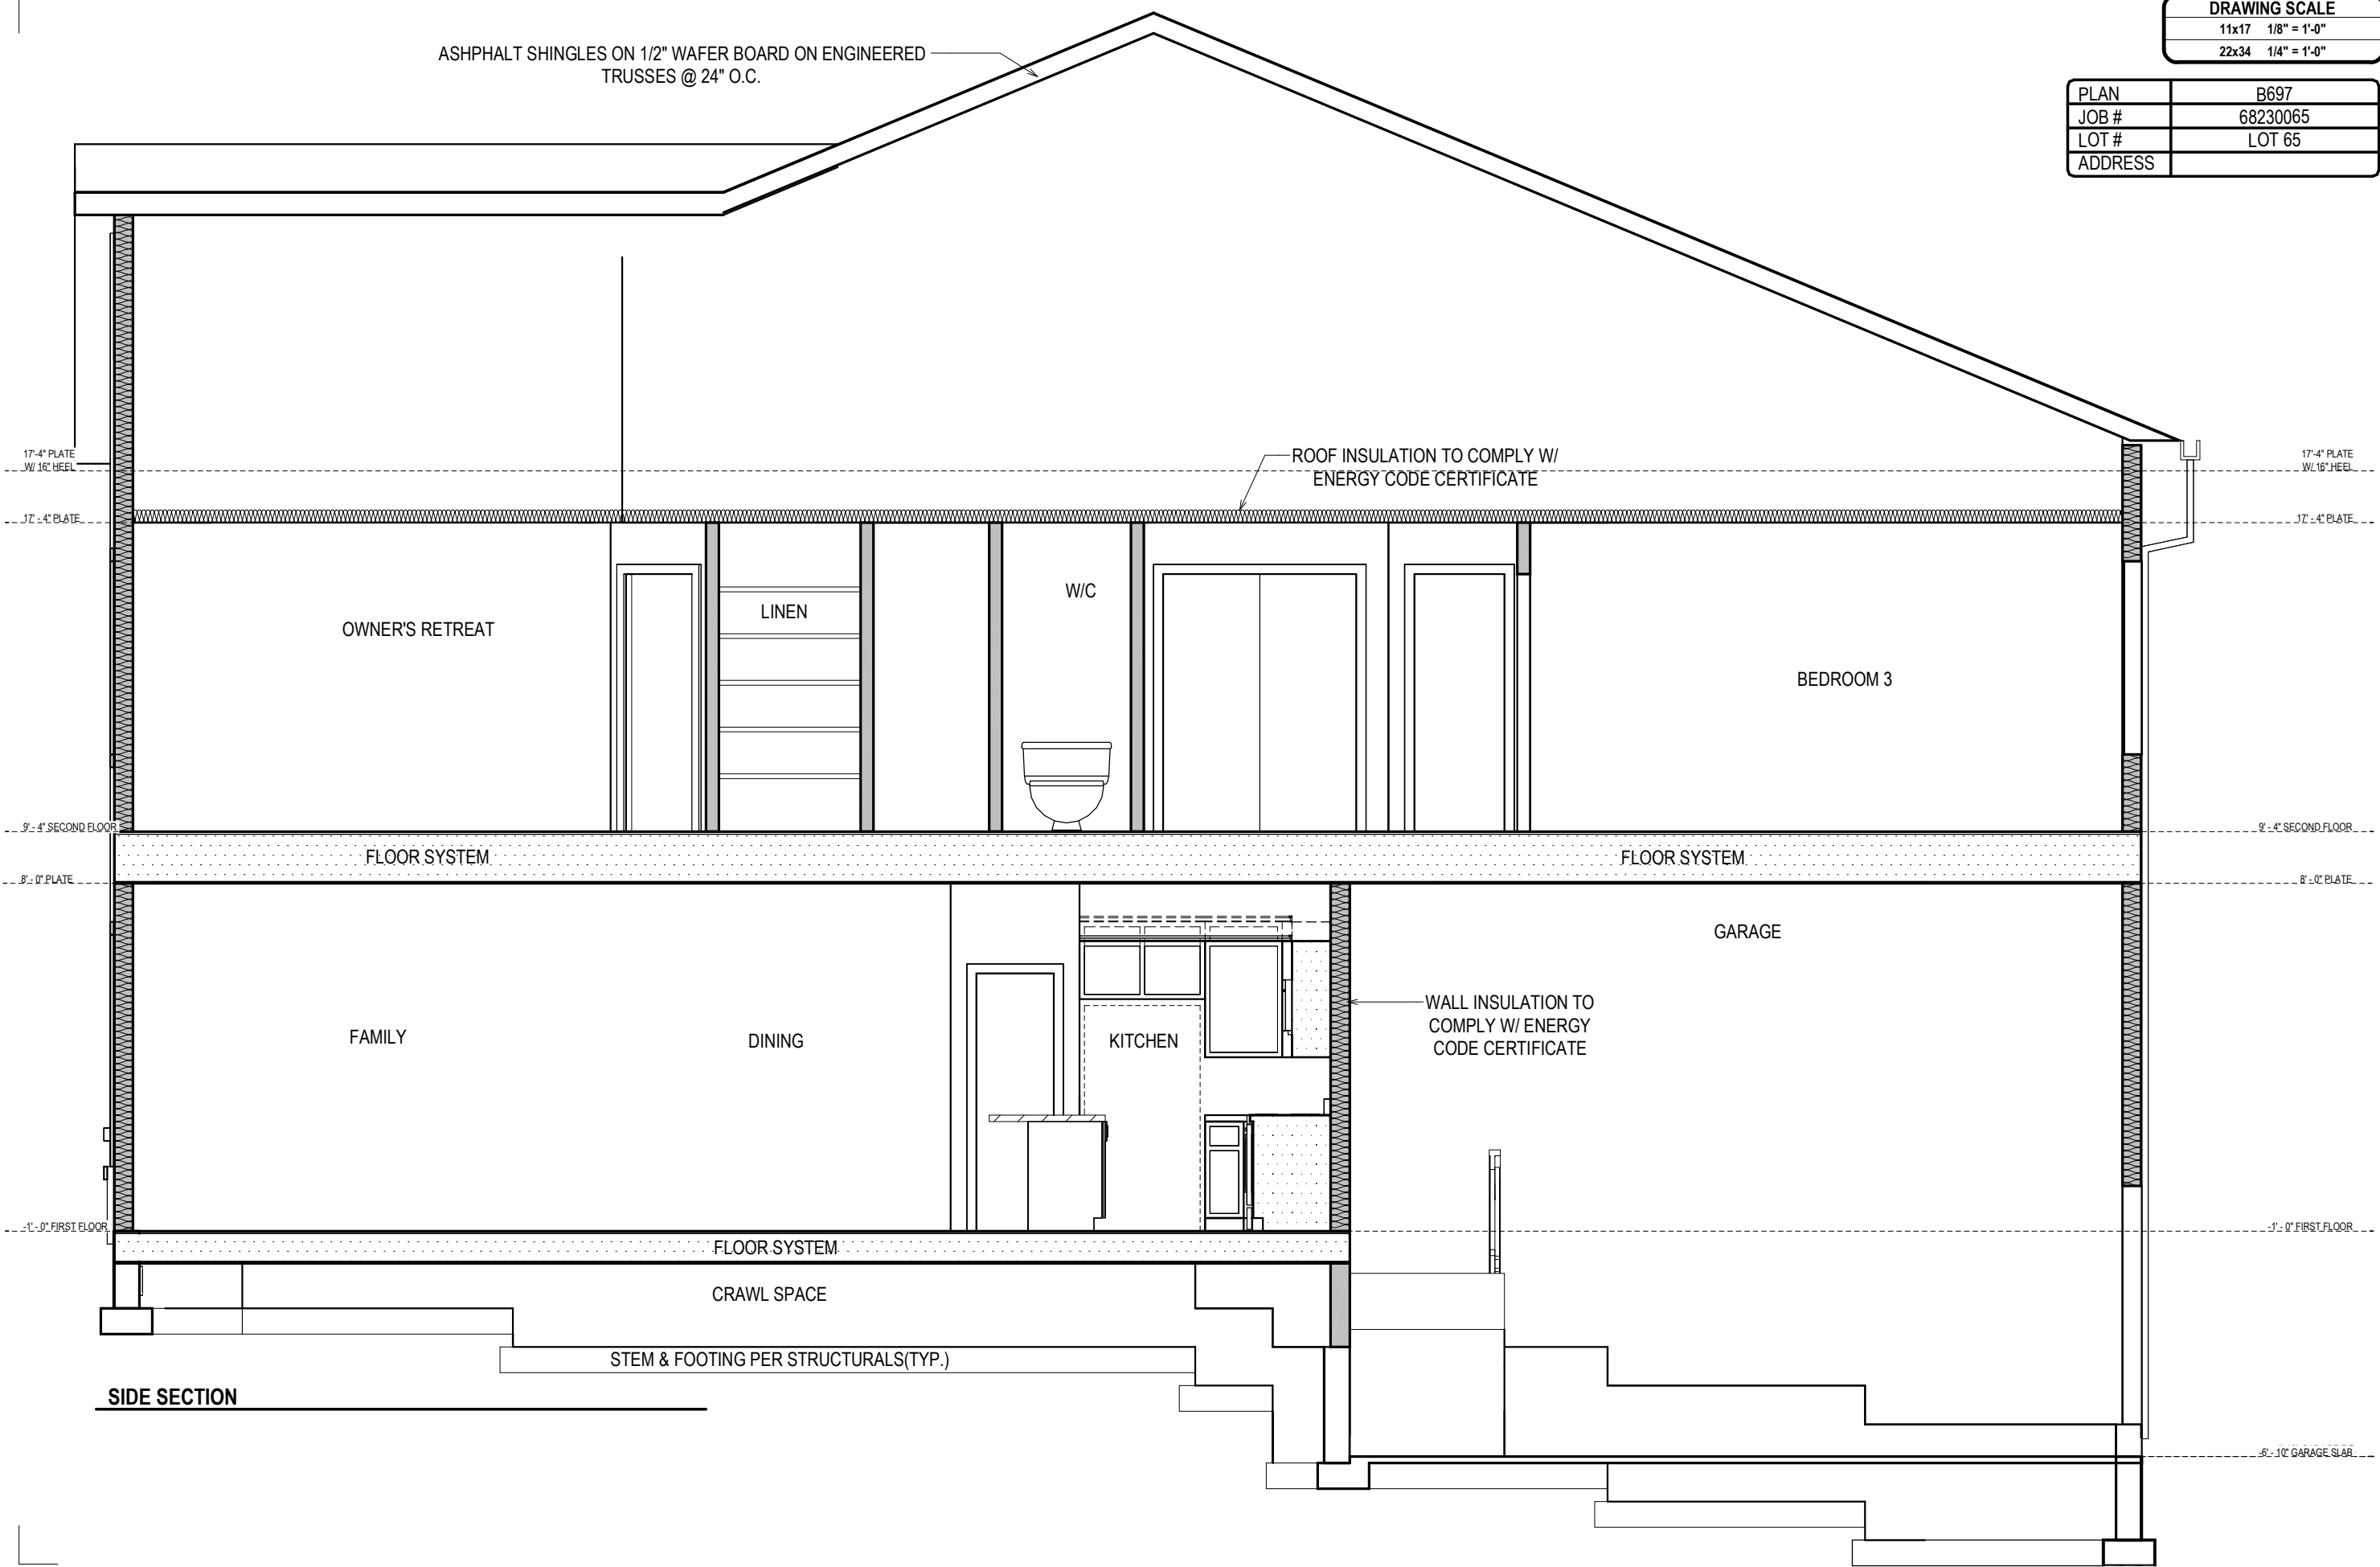 DRAWING SCALE
11x17 1/8" = 1'-0"
22x34 1/4" = 1'-0"
PLAN B697
JOB # 68230065
LOT # LOT 65
ADDRESS
ASHPHALT SHINGLES ON 1/2" WAFER BOARD ON ENGINEERED
TRUSSES @ 24" O.C.
17'-4" PLATE
W/ 16" HEEL
ROOF INSULATION TO COMPLY W/
ENERGY CODE CERTIFICATE
17'-4" PLATE
W/ 16" HEEL
17' - 4" PLATE
17' - 4" PLATE
OWNER'S RETREAT
LINEN
W/C
BEDROOM 3
9' - 4" SECOND FLOOR
9' - 4" SECOND FLOOR
FLOOR SYSTEM
FLOOR SYSTEM
8' - 0" PLATE
8' - 0" PLATE
FAMILY
DINING
KITCHEN
GARAGE
WALL INSULATION TO
COMPLY W/ ENERGY
CODE CERTIFICATE
-1' - 0" FIRST FLOOR
-1' - 0" FIRST FLOOR
FLOOR SYSTEM
CRAWL SPACE
STEM & FOOTING PER STRUCTURALS(TYP.)
SIDE SECTION
-6' - 10" GARAGE SLAB